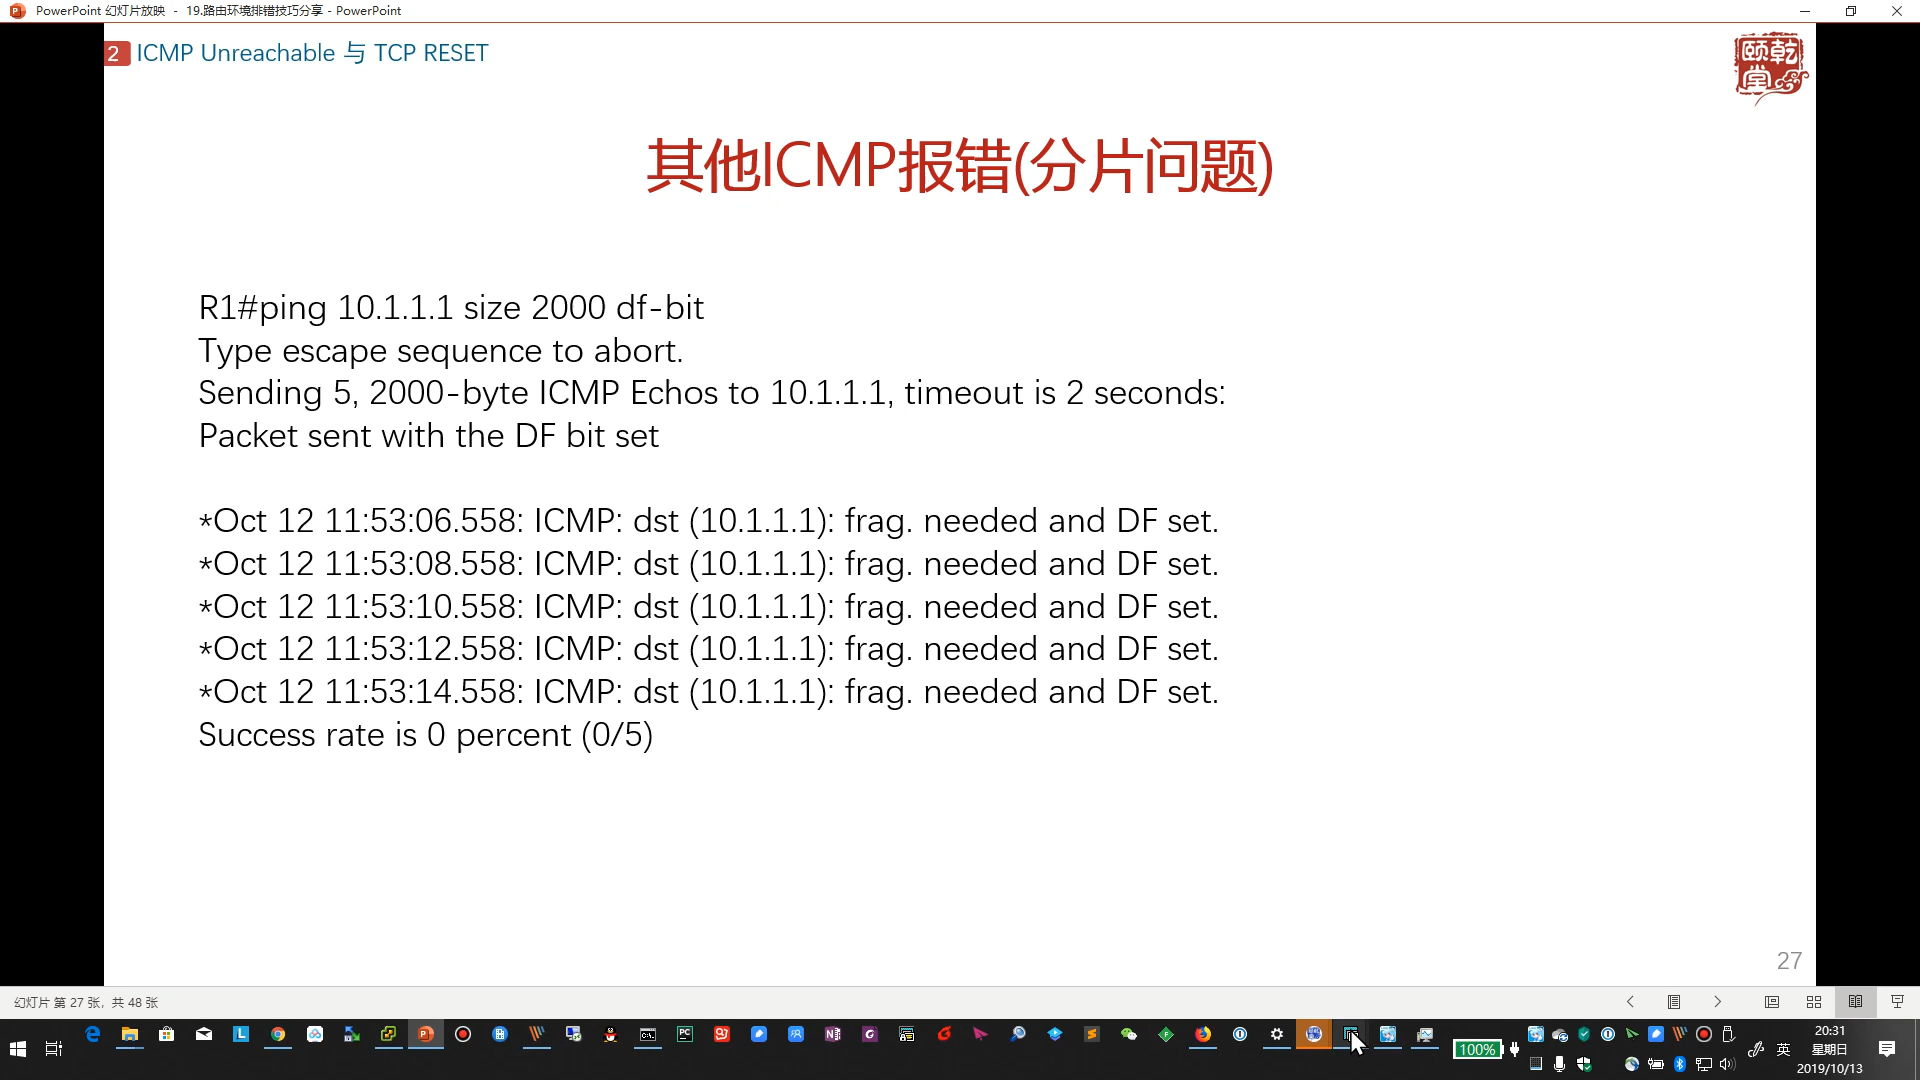 PowerPoint 幻灯片放映 - 19.路由环境排错技巧分享 - PowerPoint
2 ICMP Unreachable 与 TCP RESET
颐乾堂
其他ICMP报错(分片问题)
R1#ping 10.1.1.1 size 2000 df-bit
Type escape sequence to abort.
Sending 5, 2000-byte ICMP Echos to 10.1.1.1, timeout is 2 seconds:
Packet sent with the DF bit set
*Oct 12 11:53:06.558: ICMP: dst (10.1.1.1): frag. needed and DF set.
*Oct 12 11:53:08.558: ICMP: dst (10.1.1.1): frag. needed and DF set.
*Oct 12 11:53:10.558: ICMP: dst (10.1.1.1): frag. needed and DF set.
*Oct 12 11:53:12.558: ICMP: dst (10.1.1.1): frag. needed and DF set.
*Oct 12 11:53:14.558: ICMP: dst (10.1.1.1): frag. needed and DF set.
Success rate is 0 percent (0/5)
27
幻灯片 第 27 张，共 48 张
100%
英
20:31
星期日
2019/10/13